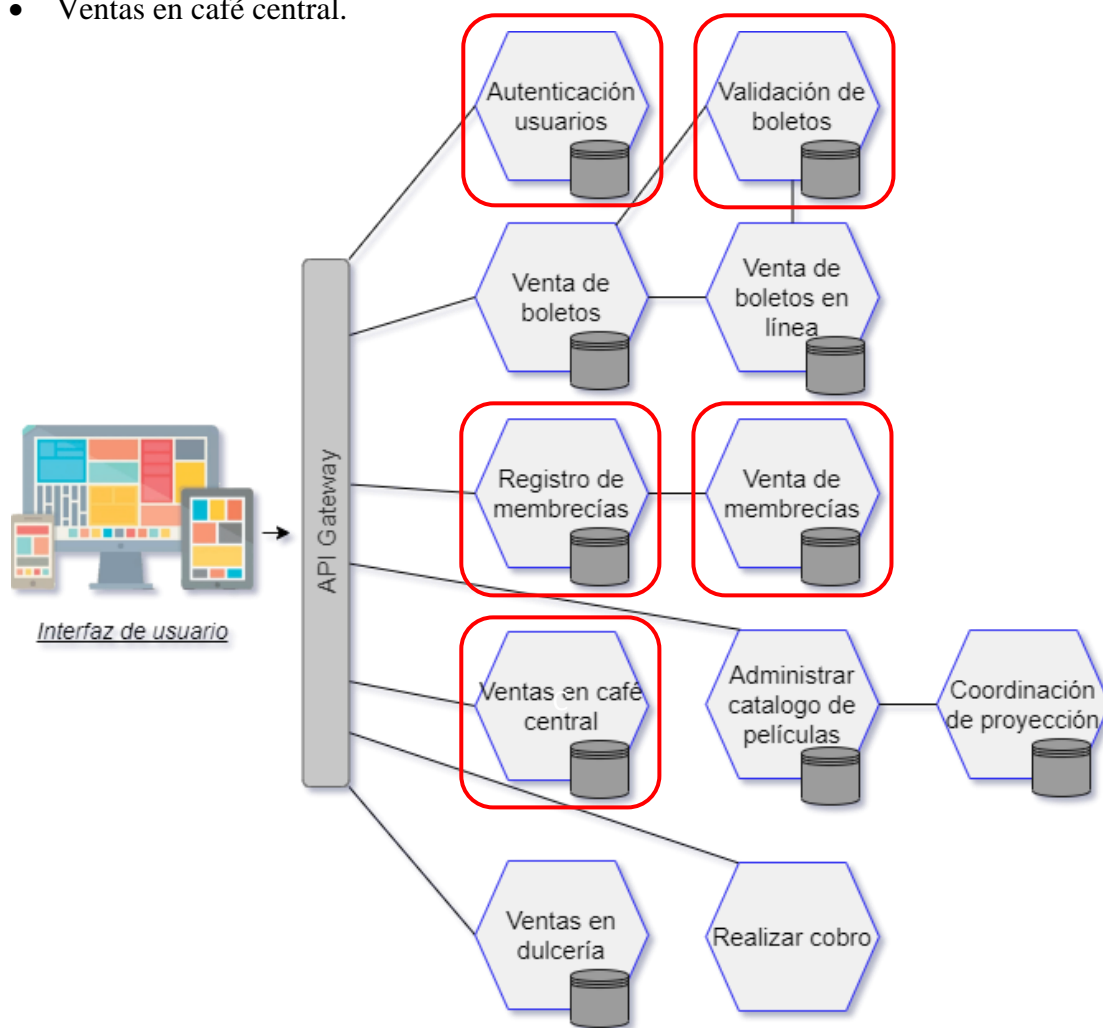 • Ventas en café central.
Autenticación
usuarios
Validación de
boletos
Venta de
boletos
Venta de
boletos en
línea
API Gateway
Interfaz de usuario
Registro de
membrecías
Venta de
membrecías
Ventas en café
central
Administrar
catalogo de
películas
Coordinación
de proyección
Ventas en
dulcería
Realizar cobro